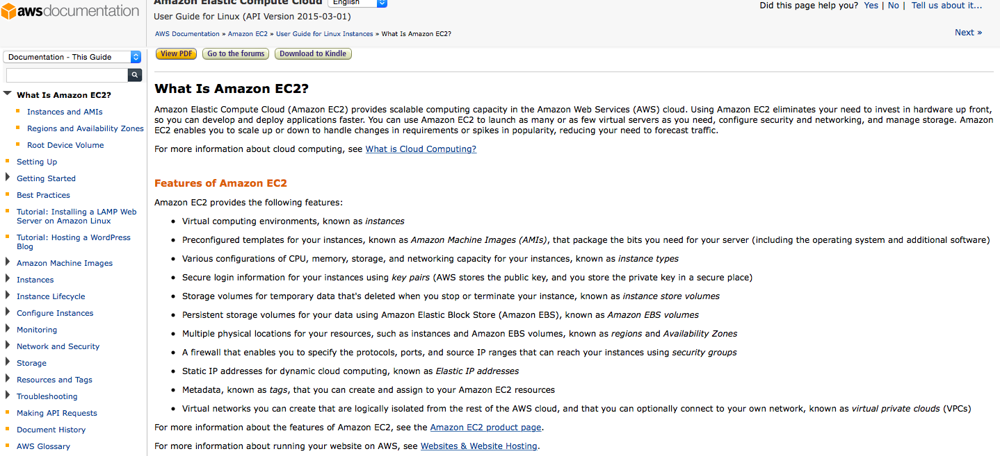 awsdocumentation
Amazon Elastic Compute Cloud
English
User Guide for Linux (API Version 2015-03-01)
AWS Documentation » Amazon EC2 » User Guide for Linux Instances » What Is Amazon EC2?
Did this page help you? Yes | No | Tell us about it...
Next »
Documentation - This Guide
What Is Amazon EC2?
Instances and AMIs
Regions and Availability Zones
Root Device Volume
Setting Up
Getting Started
Best Practices
Tutorial: Installing a LAMP Web
Server on Amazon Linux
Tutorial: Hosting a WordPress
Blog
Amazon Machine Images
Instances
Instance Lifecycle
Configure Instances
Monitoring
Network and Security
Storage
Resources and Tags
Troubleshooting
Making API Requests
Document History
AWS Glossary
View PDF
Go to the forums
Download to Kindle
What Is Amazon EC2?
Amazon Elastic Compute Cloud (Amazon EC2) provides scalable computing capacity in the Amazon Web Services (AWS) cloud. Using Amazon EC2 eliminates your need to invest in hardware up front,
so you can develop and deploy applications faster. You can use Amazon EC2 to launch as many or as few virtual servers as you need, configure security and networking, and manage storage. Amazon
EC2 enables you to scale up or down to handle changes in requirements or spikes in popularity, reducing your need to forecast traffic.
For more information about cloud computing, see What is Cloud Computing?
Features of Amazon EC2
Amazon EC2 provides the following features:
• Virtual computing environments, known as instances
• Preconfigured templates for your instances, known as Amazon Machine Images (AMIs), that package the bits you need for your server (including the operating system and additional software)
• Various configurations of CPU, memory, storage, and networking capacity for your instances, known as instance types
• Secure login information for your instances using key pairs (AWS stores the public key, and you store the private key in a secure place)
• Storage volumes for temporary data that's deleted when you stop or terminate your instance, known as instance store volumes
• Persistent storage volumes for your data using Amazon Elastic Block Store (Amazon EBS), known as Amazon EBS volumes
• Multiple physical locations for your resources, such as instances and Amazon EBS volumes, known as regions and Availability Zones
• A firewall that enables you to specify the protocols, ports, and source IP ranges that can reach your instances using security groups
• Static IP addresses for dynamic cloud computing, known as Elastic IP addresses
• Metadata, known as tags, that you can create and assign to your Amazon EC2 resources
• Virtual networks you can create that are logically isolated from the rest of the AWS cloud, and that you can optionally connect to your own network, known as virtual private clouds (VPCs)
For more information about the features of Amazon EC2, see the Amazon EC2 product page.
For more information about running your website on AWS, see Websites & Website Hosting.